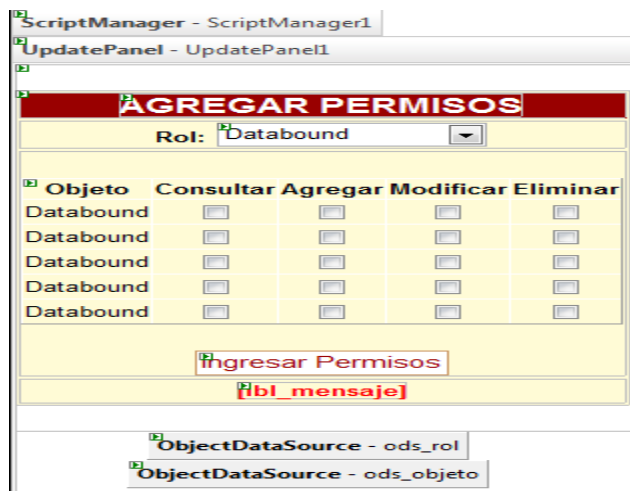 ScriptManager - ScriptManager1
UpdatePanel - UpdatePanel1
AGREGAR PERMISOS
Rol: Databound
Objeto Consultar Agregar Modificar Eliminar
Databound
Databound
Databound
Databound
Databound
Ingresar Permisos
[lbl_mensaje]
ObjectDataSource - ods_rol
ObjectDataSource - ods_objeto